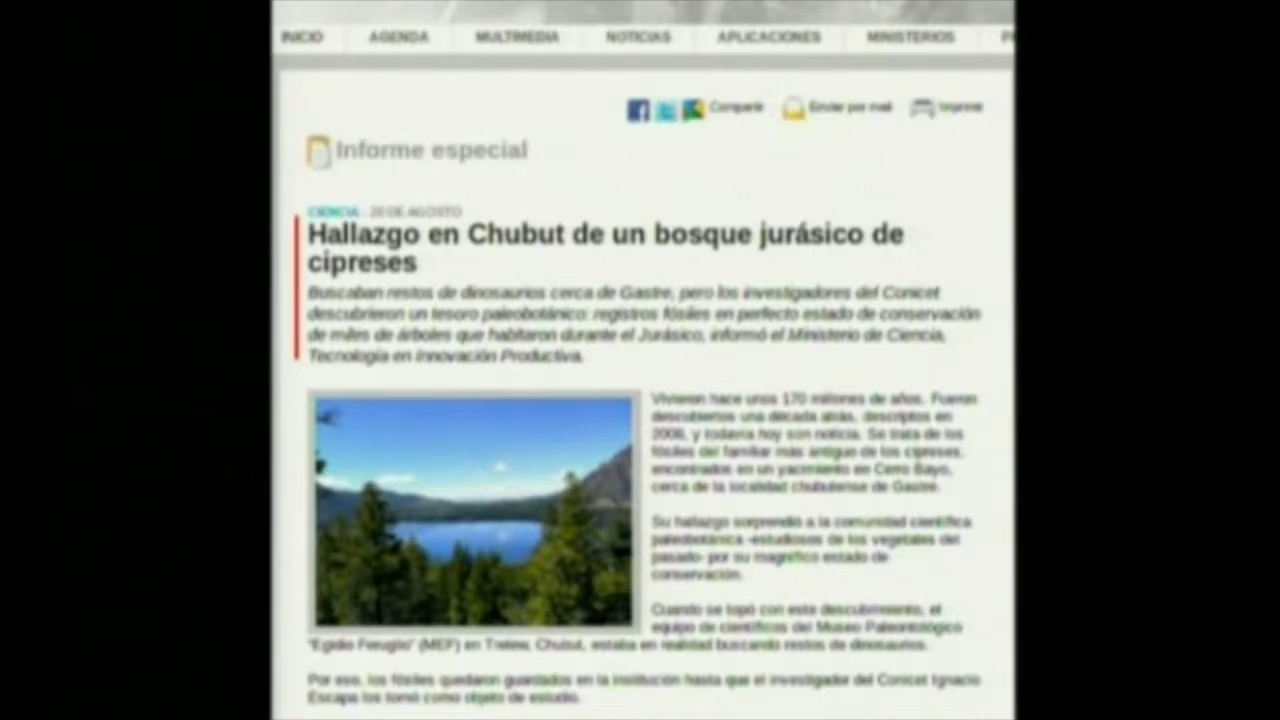 INICIO AGENDA MULTIMEDIA NOTICIAS APLICACIONES MINISTERIOS
Compartir Enviar por mail Imprimir
Informe especial
CIENCIA - 20 DE AGOSTO
Hallazgo en Chubut de un bosque jurásico de
cipreses
Buscaban restos de dinosaurios cerca de Gastre, pero los investigadores del Conicet
descubrieron un tesoro paleobotánico: registros fósiles en perfecto estado de conservación
de miles de árboles que habitaron durante el Jurásico, informó el Ministerio de Ciencia,
Tecnología en Innovación Productiva.
Vivieron hace unos 170 millones de años. Fueron
descubiertos una década atrás, descriptos en
2008, y todavía hoy son noticia. Se trata de los
fósiles del familiar más antiguo de los cipreses,
encontrados en un yacimiento en Cerro Bayo,
cerca de la localidad chubutense de Gastre.
Su hallazgo sorprendió a la comunidad científica
paleobotánica -estudiosos de los vegetales del
pasado- por su magnífico estado de
conservación.
Cuando se topó con este descubrimiento, el
equipo de científicos del Museo Paleontológico
"Egidio Feruglio" (MEF) en Trelew, Chubut, estaba en realidad buscando restos de dinosaurios.
Por eso, los fósiles quedaron guardados en la institución hasta que el investigador del Conicet Ignacio
Escapa los tomó como objeto de estudio.